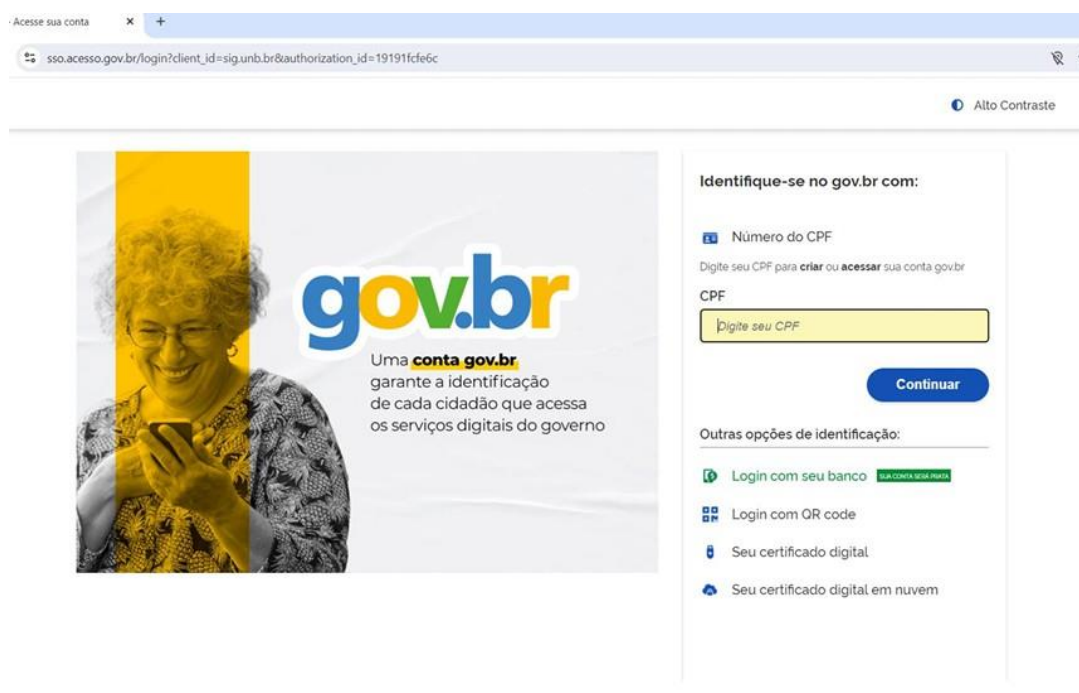 Acesse sua conta
sso.acesso.gov.br/login?client_id=sig.unb.br&authorization_id=19191fcfe6c
Alto Contraste
gov.br
Uma conta gov.br
garante a identificação
de cada cidadão que acessa
os serviços digitais do governo
Identifique-se no gov.br com:
Número do CPF
Digite seu CPF para criar ou acessar sua conta gov.br
CPF
Digite seu CPF
Continuar
Outras opções de identificação:
Login com seu banco SUA CONTA SERÁ PRATA
Login com QR code
Seu certificado digital
Seu certificado digital em nuvem